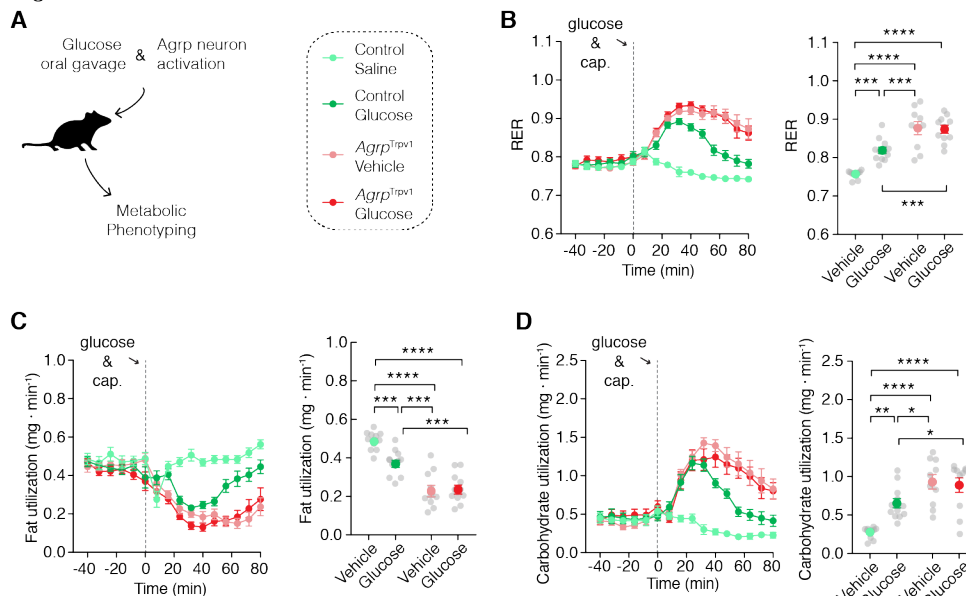 A
Glucose
oral gavage
&
Agrp neuron
activation
Metabolic
Phenotyping
Control
Saline
Control
Glucose
Agrp^Trpv1
Vehicle
Agrp^Trpv1
Glucose
B
glucose
&
cap.
RER
1.1
1.0
0.9
0.8
0.7
0.6
-40 -20 0 20 40 60 80
Time (min)
RER
1.1
1.0
0.9
0.8
0.7
0.6
****
****
*** ***
***
Vehicle
Glucose
Vehicle
Glucose
C
glucose
&
cap.
Fat utilization (mg · min⁻¹)
1.0
0.8
0.6
0.4
0.2
0.0
-40 -20 0 20 40 60 80
Time (min)
Fat utilization (mg · min⁻¹)
1.0
0.8
0.6
0.4
0.2
0.0
****
****
*** ***
***
Vehicle
Glucose
Vehicle
Glucose
D
glucose
&
cap.
Carbohydrate utilization (mg · min⁻¹)
2.5
2.0
1.5
1.0
0.5
0.0
-40 -20 0 20 40 60 80
Time (min)
Carbohydrate utilization (mg · min⁻¹)
2.5
2.0
1.5
1.0
0.5
0.0
****
****
** *
*
Vehicle
Glucose
Vehicle
Glucose